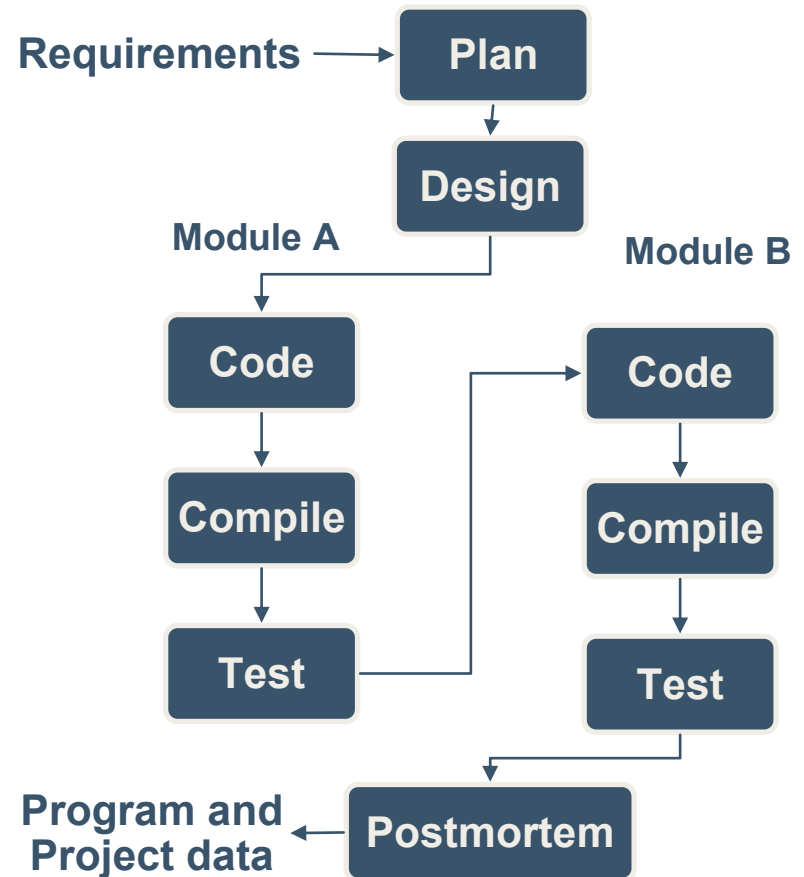 Requirements
Plan
Design
Module A
Module B
Code
Compile
Test
Code
Compile
Test
Postmortem
Program and
Project data